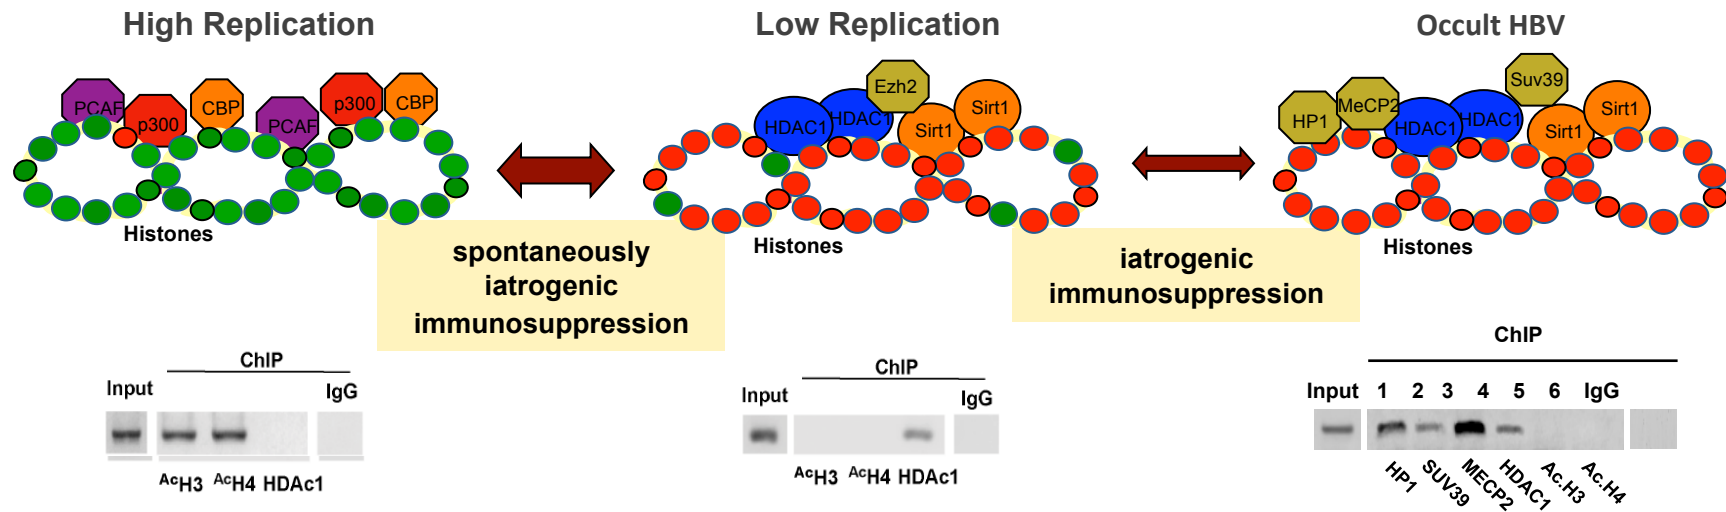 High Replication
Low Replication
Occult HBV
PCAF
p300
CBP
PCAF
p300
CBP
Histones
HDAC1
HDAC1
Ezh2
Sirt1
Sirt1
Histones
HP1
MeCP2
HDAC1
HDAC1
Suv39
Sirt1
Sirt1
Histones
spontaneously
iatrogenic
immunosuppression
iatrogenic
immunosuppression
ChIP
Input
IgG
AcH3 AcH4 HDAc1
ChIP
Input
IgG
AcH3 AcH4 HDAc1
ChIP
Input 1 2 3 4 5 6 IgG
HP1
SUV39
MECP2
HDAC1
Ac.H3
Ac.H4